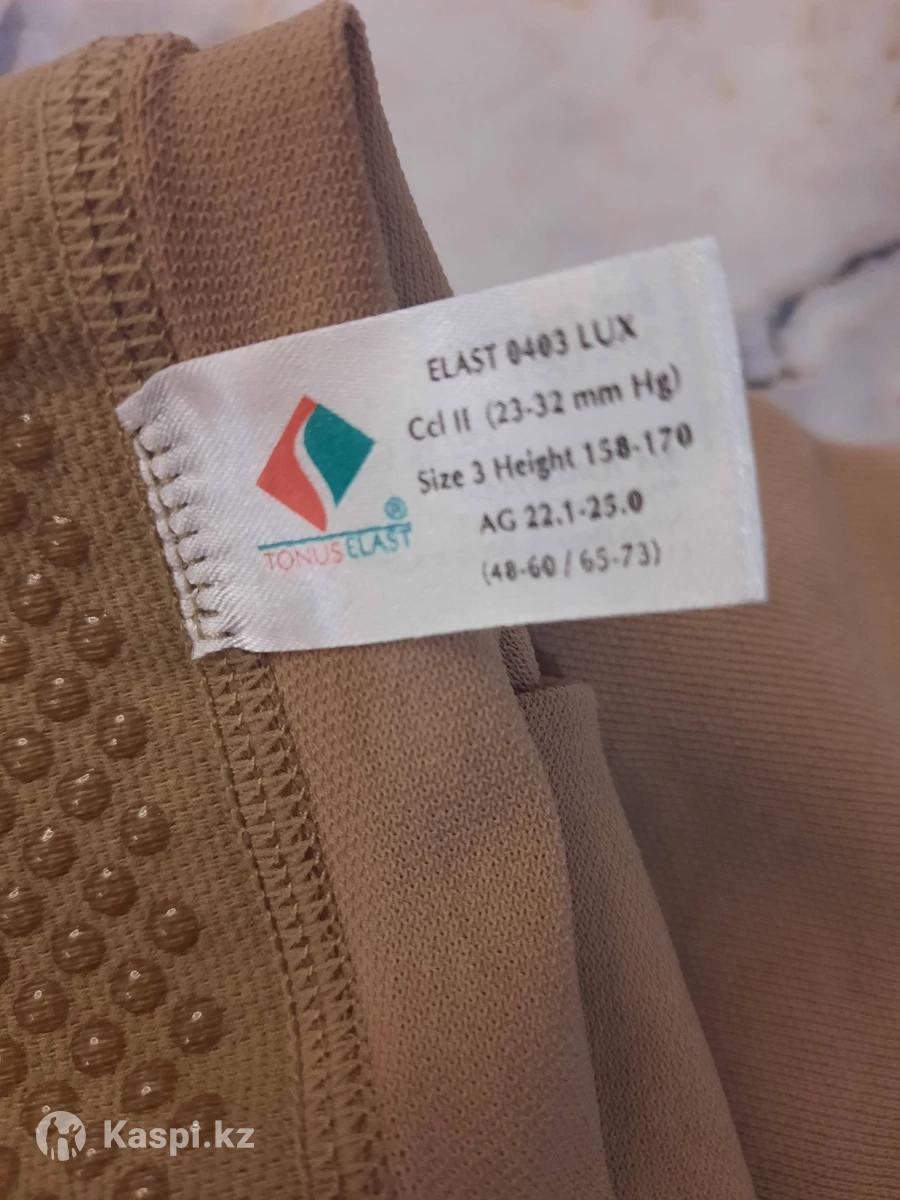 ELAST 0403 LUX
Ccl II (23-32 mm Hg)
Size 3 Height 158-170
AG 22.1-25.0
(48-60 / 65-73)
®
TONUS ELAST
Kaspi.kz